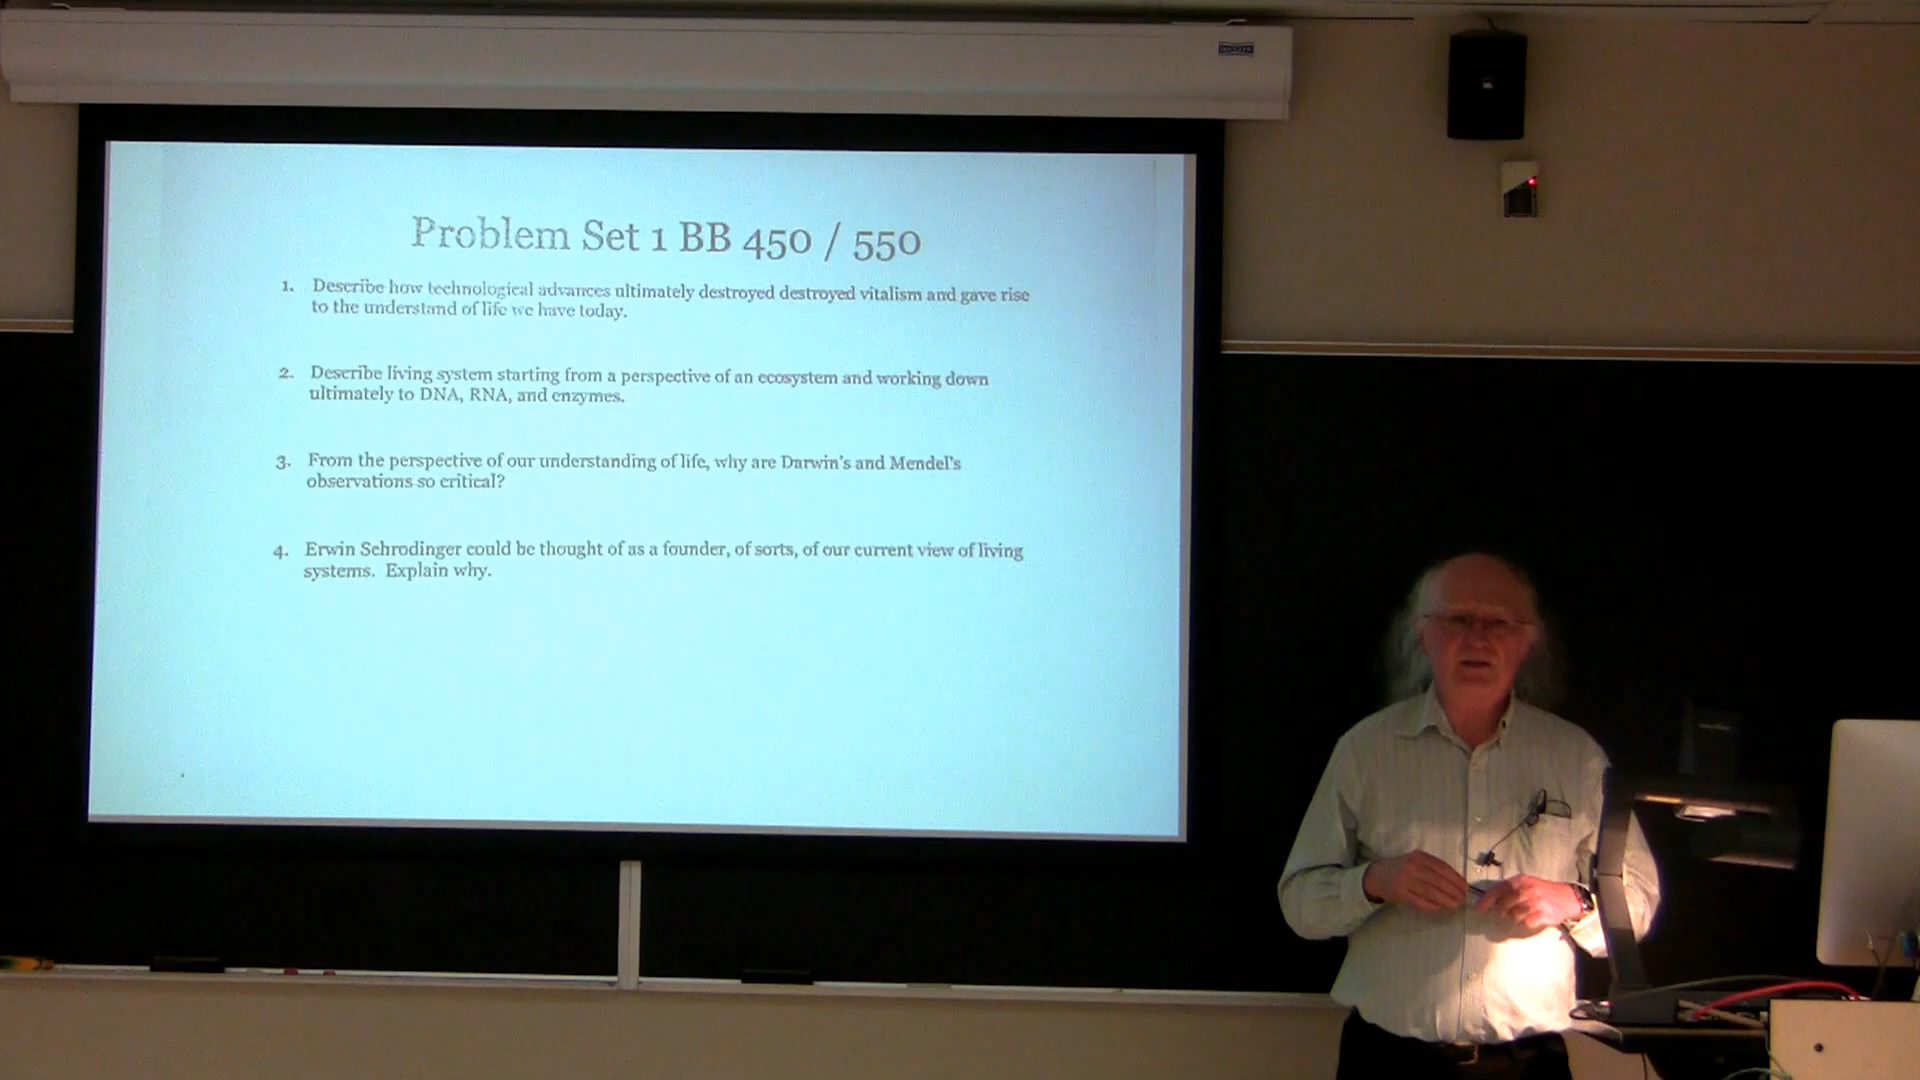 Problem Set 1 BB 450 / 550
1. Describe how technological advances ultimately destroyed destroyed vitalism and gave rise
to the understand of life we have today.
2. Describe living system starting from a perspective of an ecosystem and working down
ultimately to DNA, RNA, and enzymes.
3. From the perspective of our understanding of life, why are Darwin's and Mendel's
observations so critical?
4. Erwin Schrodinger could be thought of as a founder, of sorts, of our current view of living
systems. Explain why.